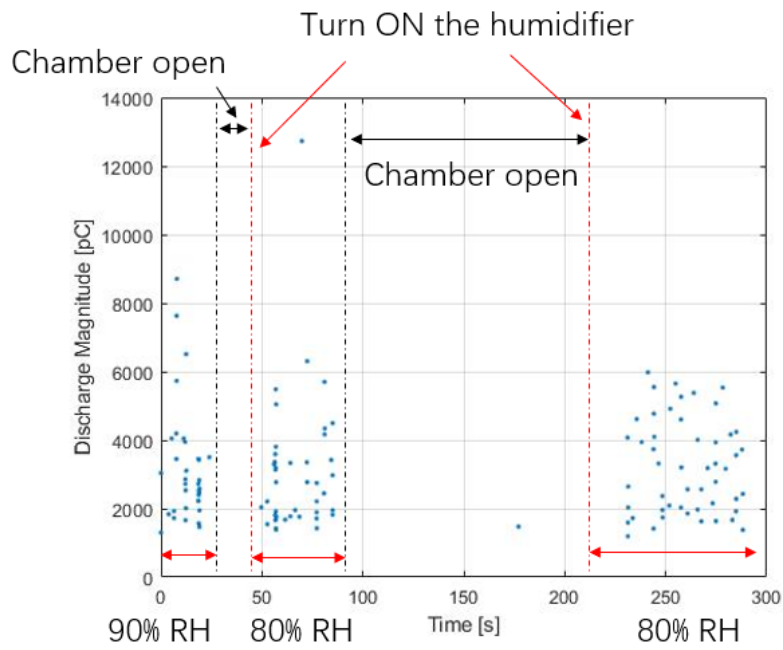 Turn ON the humidifier
Chamber open
14000
12000
10000
8000
6000
4000
2000
0
Discharge Magnitude [pC]
Chamber open
0
50
100
150
200
250
300
Time [s]
90% RH
80% RH
80% RH